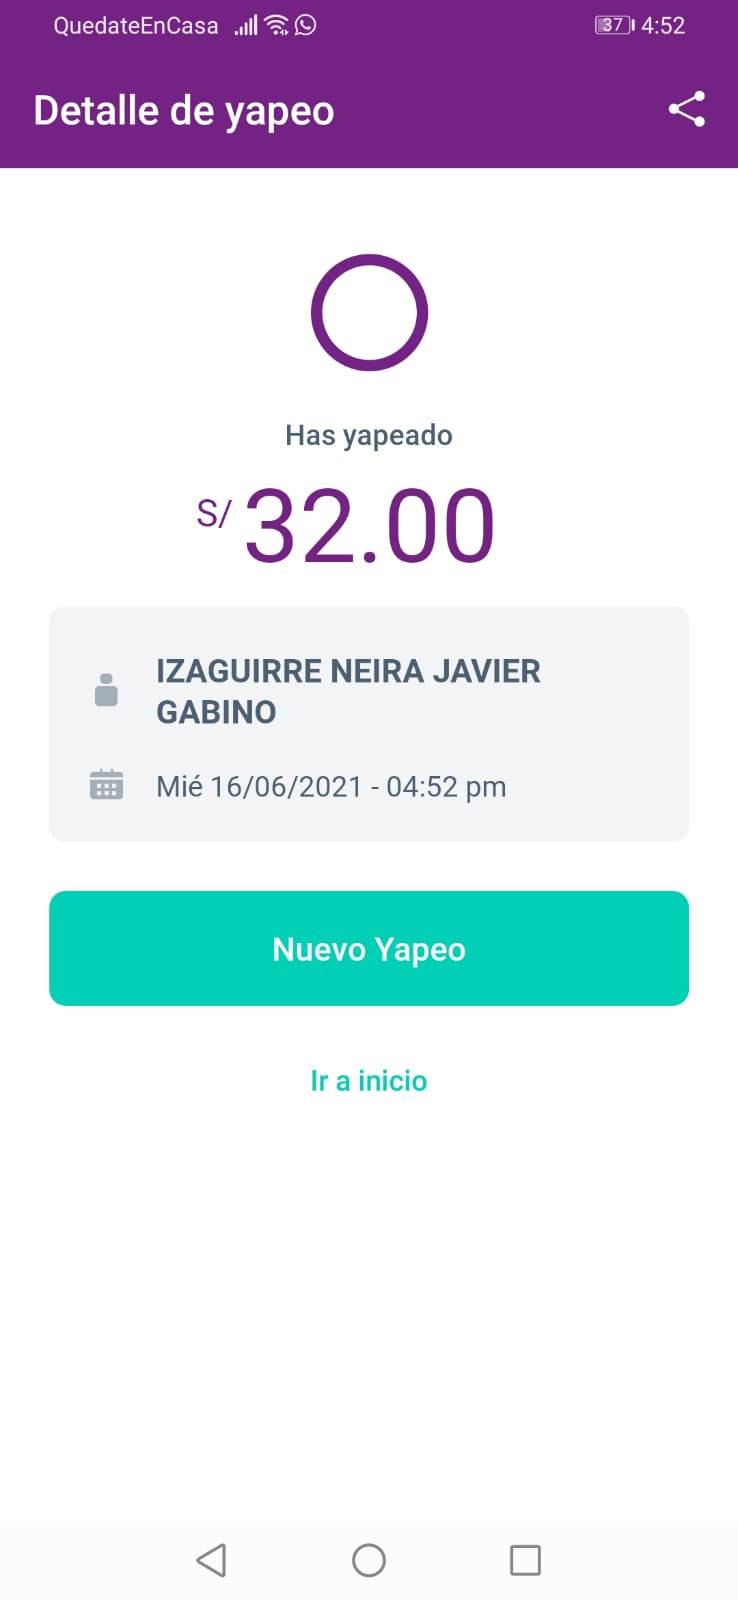 QuedateEnCasa 37 4:52
Detalle de yapeo
Has yapeado
S/ 32.00
IZAGUIRRE NEIRA JAVIER
GABINO
Mié 16/06/2021 - 04:52 pm
Nuevo Yapeo
Ir a inicio